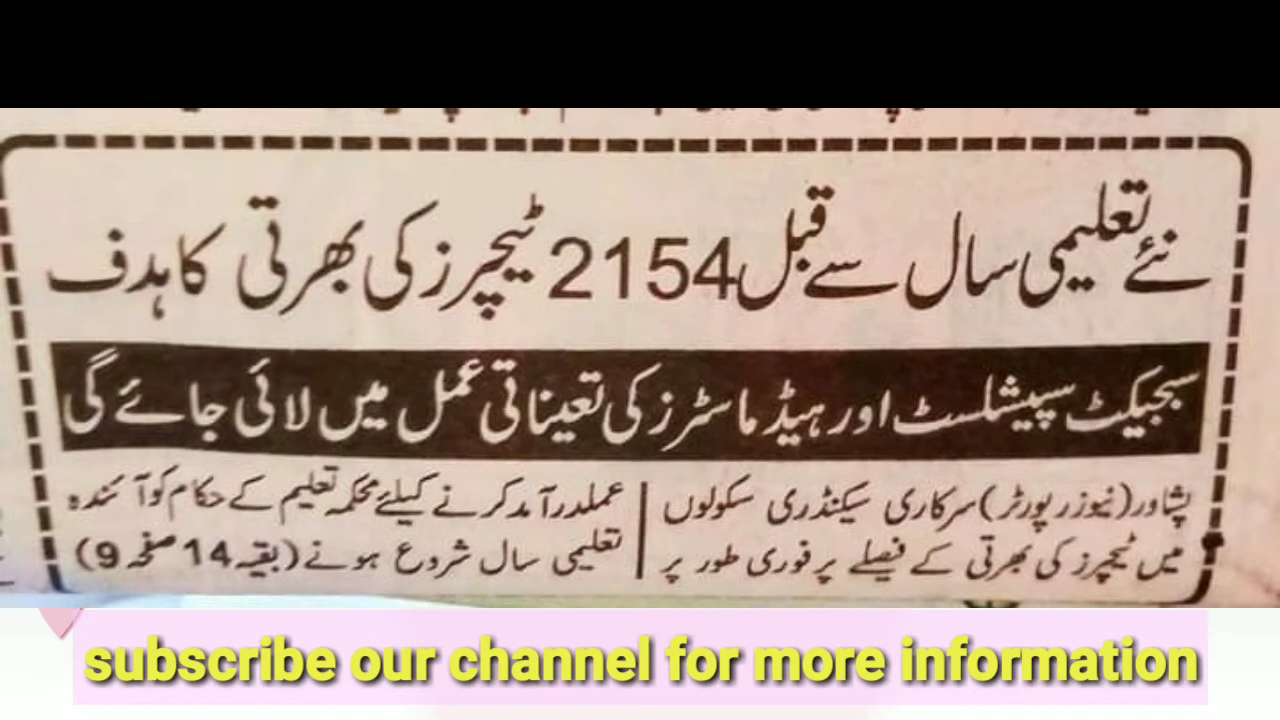 نئے تعلیمی سال سے قبل 2154 ٹیچرز کی بھرتی کا ہدف
سبجیکٹ سپیشلسٹ اور ہیڈ ماسٹرز کی تعیناتی عمل میں لائی جائے گی
پشاور (نیوز رپورٹر) سرکاری سیکنڈری سکولوں
میں ٹیچرز کی بھرتی کے فیصلے پر فوری طور پر
عملدرآمد کرنے کیلئے محکمہ تعلیم کے حکام کو آئندہ
تعلیمی سال شروع ہونے (بقیہ 14 صفحہ 9)
subscribe our channel for more information